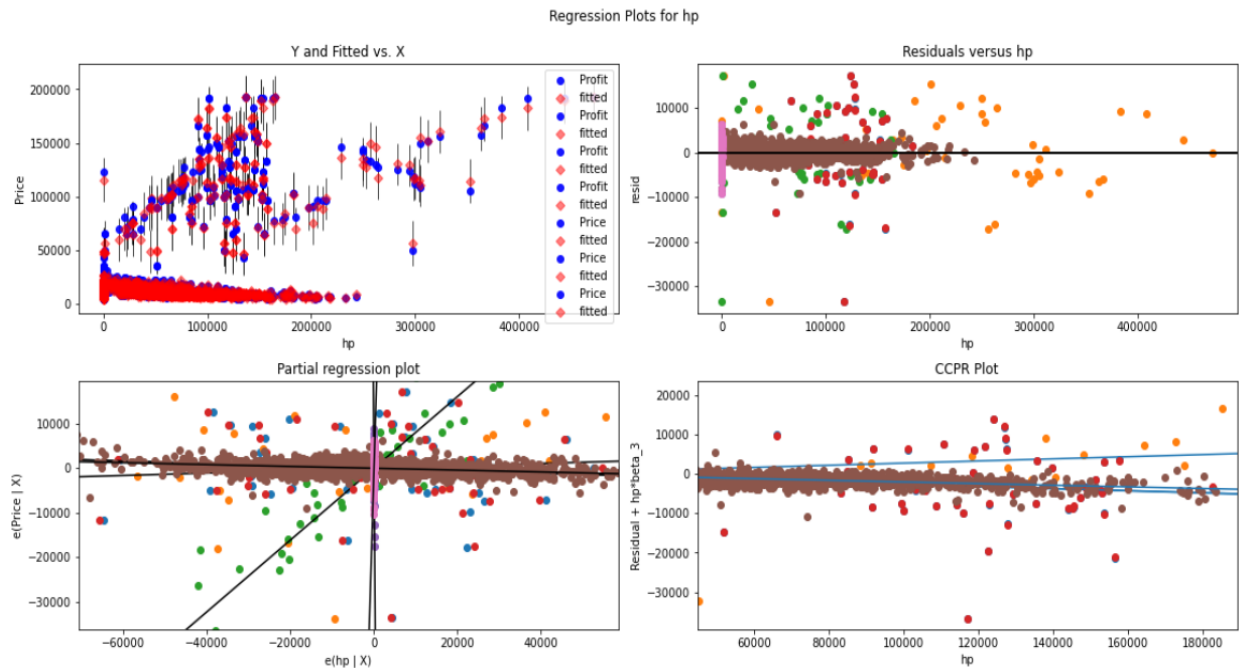 Regression Plots for hp
Y and Fitted vs. X
Price
200000
150000
100000
50000
0
0
100000
200000
300000
400000
hp
Profit
fitted
Profit
fitted
Profit
fitted
Profit
fitted
Price
fitted
Price
fitted
Price
fitted
Residuals versus hp
resid
10000
0
−10000
−20000
−30000
0
100000
200000
300000
400000
hp
Partial regression plot
e(Price | X)
10000
0
−10000
−20000
−30000
−60000
−40000
−20000
0
20000
40000
e(hp | X)
CCPR Plot
Residual + hp*beta_3
20000
10000
0
−10000
−20000
−30000
60000
80000
100000
120000
140000
160000
180000
hp